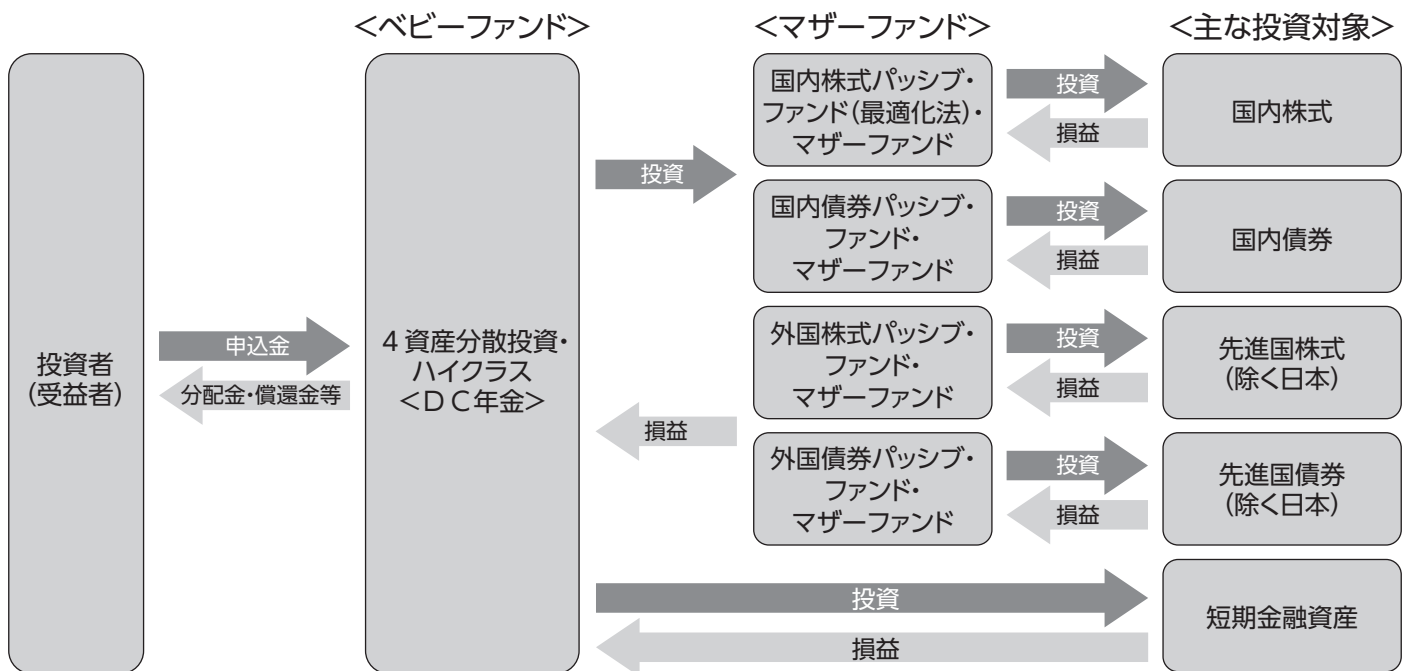 <ベビーファンド>
<マザーファンド>
<主な投資対象>
投資者
(受益者)
申込金
分配金・償還金等
4資産分散投資・
ハイクラス
<DC年金>
投資
損益
国内株式パッシブ・
ファンド(最適化法)・
マザーファンド
投資
損益
国内株式
国内債券パッシブ・
ファンド・
マザーファンド
投資
損益
国内債券
外国株式パッシブ・
ファンド・
マザーファンド
投資
損益
先進国株式
(除く日本)
外国債券パッシブ・
ファンド・
マザーファンド
投資
損益
先進国債券
(除く日本)
投資
損益
短期金融資産